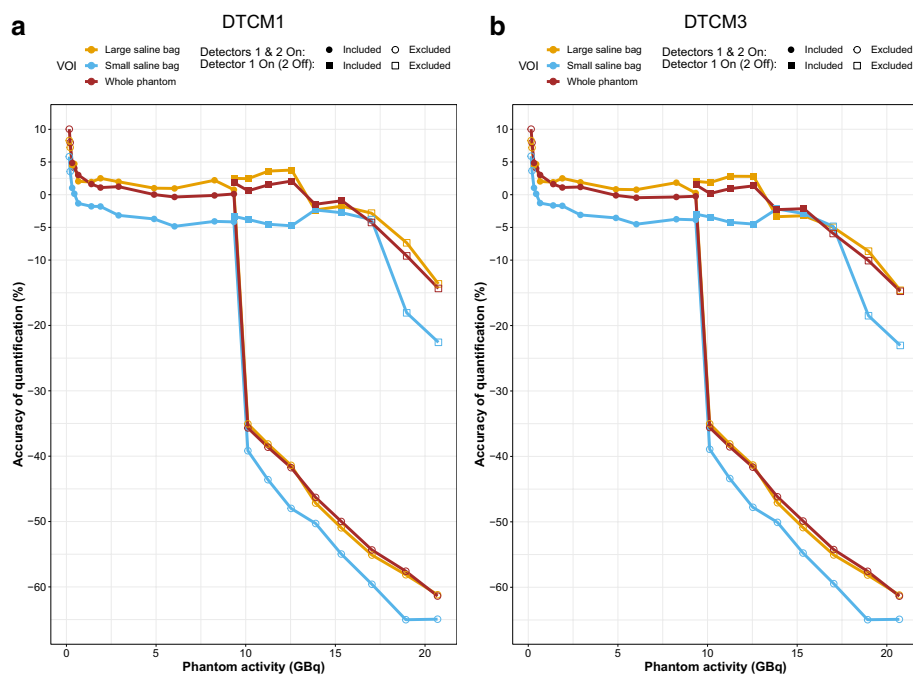 a
DTCM1
VOI
Large saline bag
Small saline bag
Whole phantom
Detectors 1 & 2 On:
Detector 1 On (2 Off):
Included
Excluded
Included
Excluded
Accuracy of quantification (%)
10
5
0
−5
−10
−20
−30
−40
−50
−60
0
5
10
15
20
Phantom activity (GBq)
b
DTCM3
VOI
Large saline bag
Small saline bag
Whole phantom
Detectors 1 & 2 On:
Detector 1 On (2 Off):
Included
Excluded
Included
Excluded
Accuracy of quantification (%)
10
5
0
−5
−10
−20
−30
−40
−50
−60
0
5
10
15
20
Phantom activity (GBq)